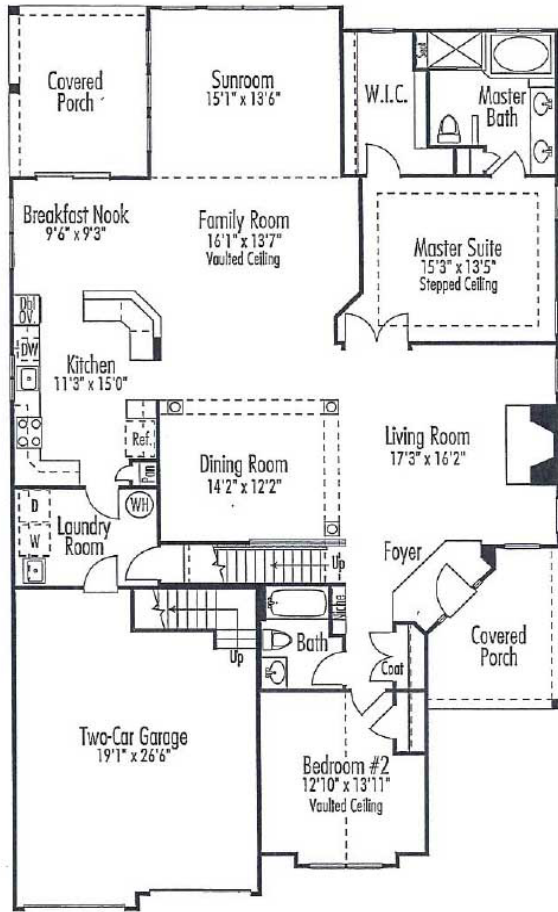 Covered
Porch
Sunroom
15'1" x 13'6"
W.I.C.
Seat
Master
Bath
Breakfast Nook
9'6" x 9'3"
Family Room
16'1" x 13'7"
Vaulted Ceiling
Master Suite
15'3" x 13'5"
Stepped Ceiling
Dbl
OV.
DW
Kitchen
11'3" x 15'0"
Ref.
Pan
Dining Room
14'2" x 12'2"
Living Room
17'3" x 16'2"
D
W
Laundry
Room
WH
Up
Foyer
Niche
Bath
Coat
Covered
Porch
Up
Two-Car Garage
19'1" x 26'6"
Bedroom #2
12'10" x 13'11"
Vaulted Ceiling